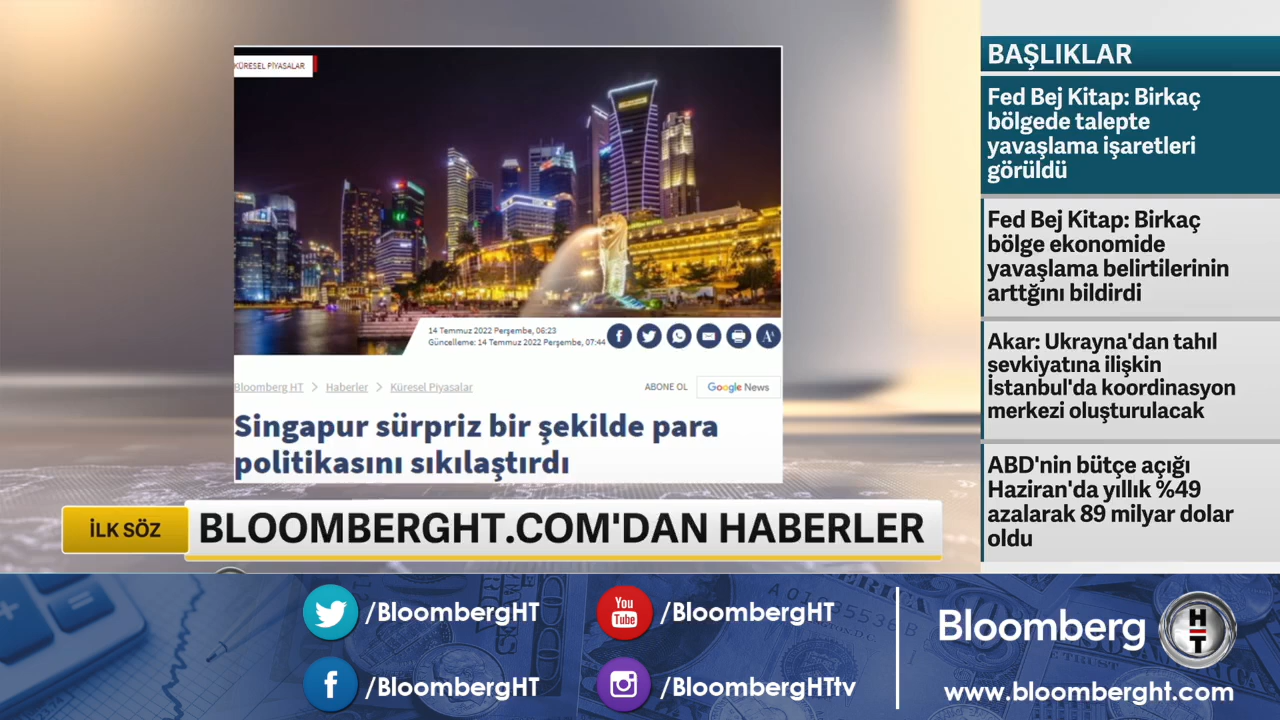 KÜRESEL PİYASALAR
14 Temmuz 2022 Perşembe, 06:23
Güncelleme: 14 Temmuz 2022 Perşembe, 07:44
Bloomberg HT > Haberler > Küresel Piyasalar
ABONE OL
Google News
Singapur sürpriz bir şekilde para
politikasını sıkılaştırdı
İLK SÖZ
BLOOMBERGHT.COM'DAN HABERLER
BAŞLIKLAR
Fed Bej Kitap: Birkaç
bölgede talepte
yavaşlama işaretleri
görüldü
Fed Bej Kitap: Birkaç
bölge ekonomide
yavaşlama belirtilerinin
arttğını bildirdi
Akar: Ukrayna'dan tahıl
sevkiyatına ilişkin
İstanbul'da koordinasyon
merkezi oluşturulacak
ABD'nin bütçe açığı
Haziran'da yıllık %49
azalarak 89 milyar dolar
oldu
/BloombergHT
You
Tube
/BloombergHT
/BloombergHT
/BloombergHTtv
Bloomberg HT
www.bloomberght.com